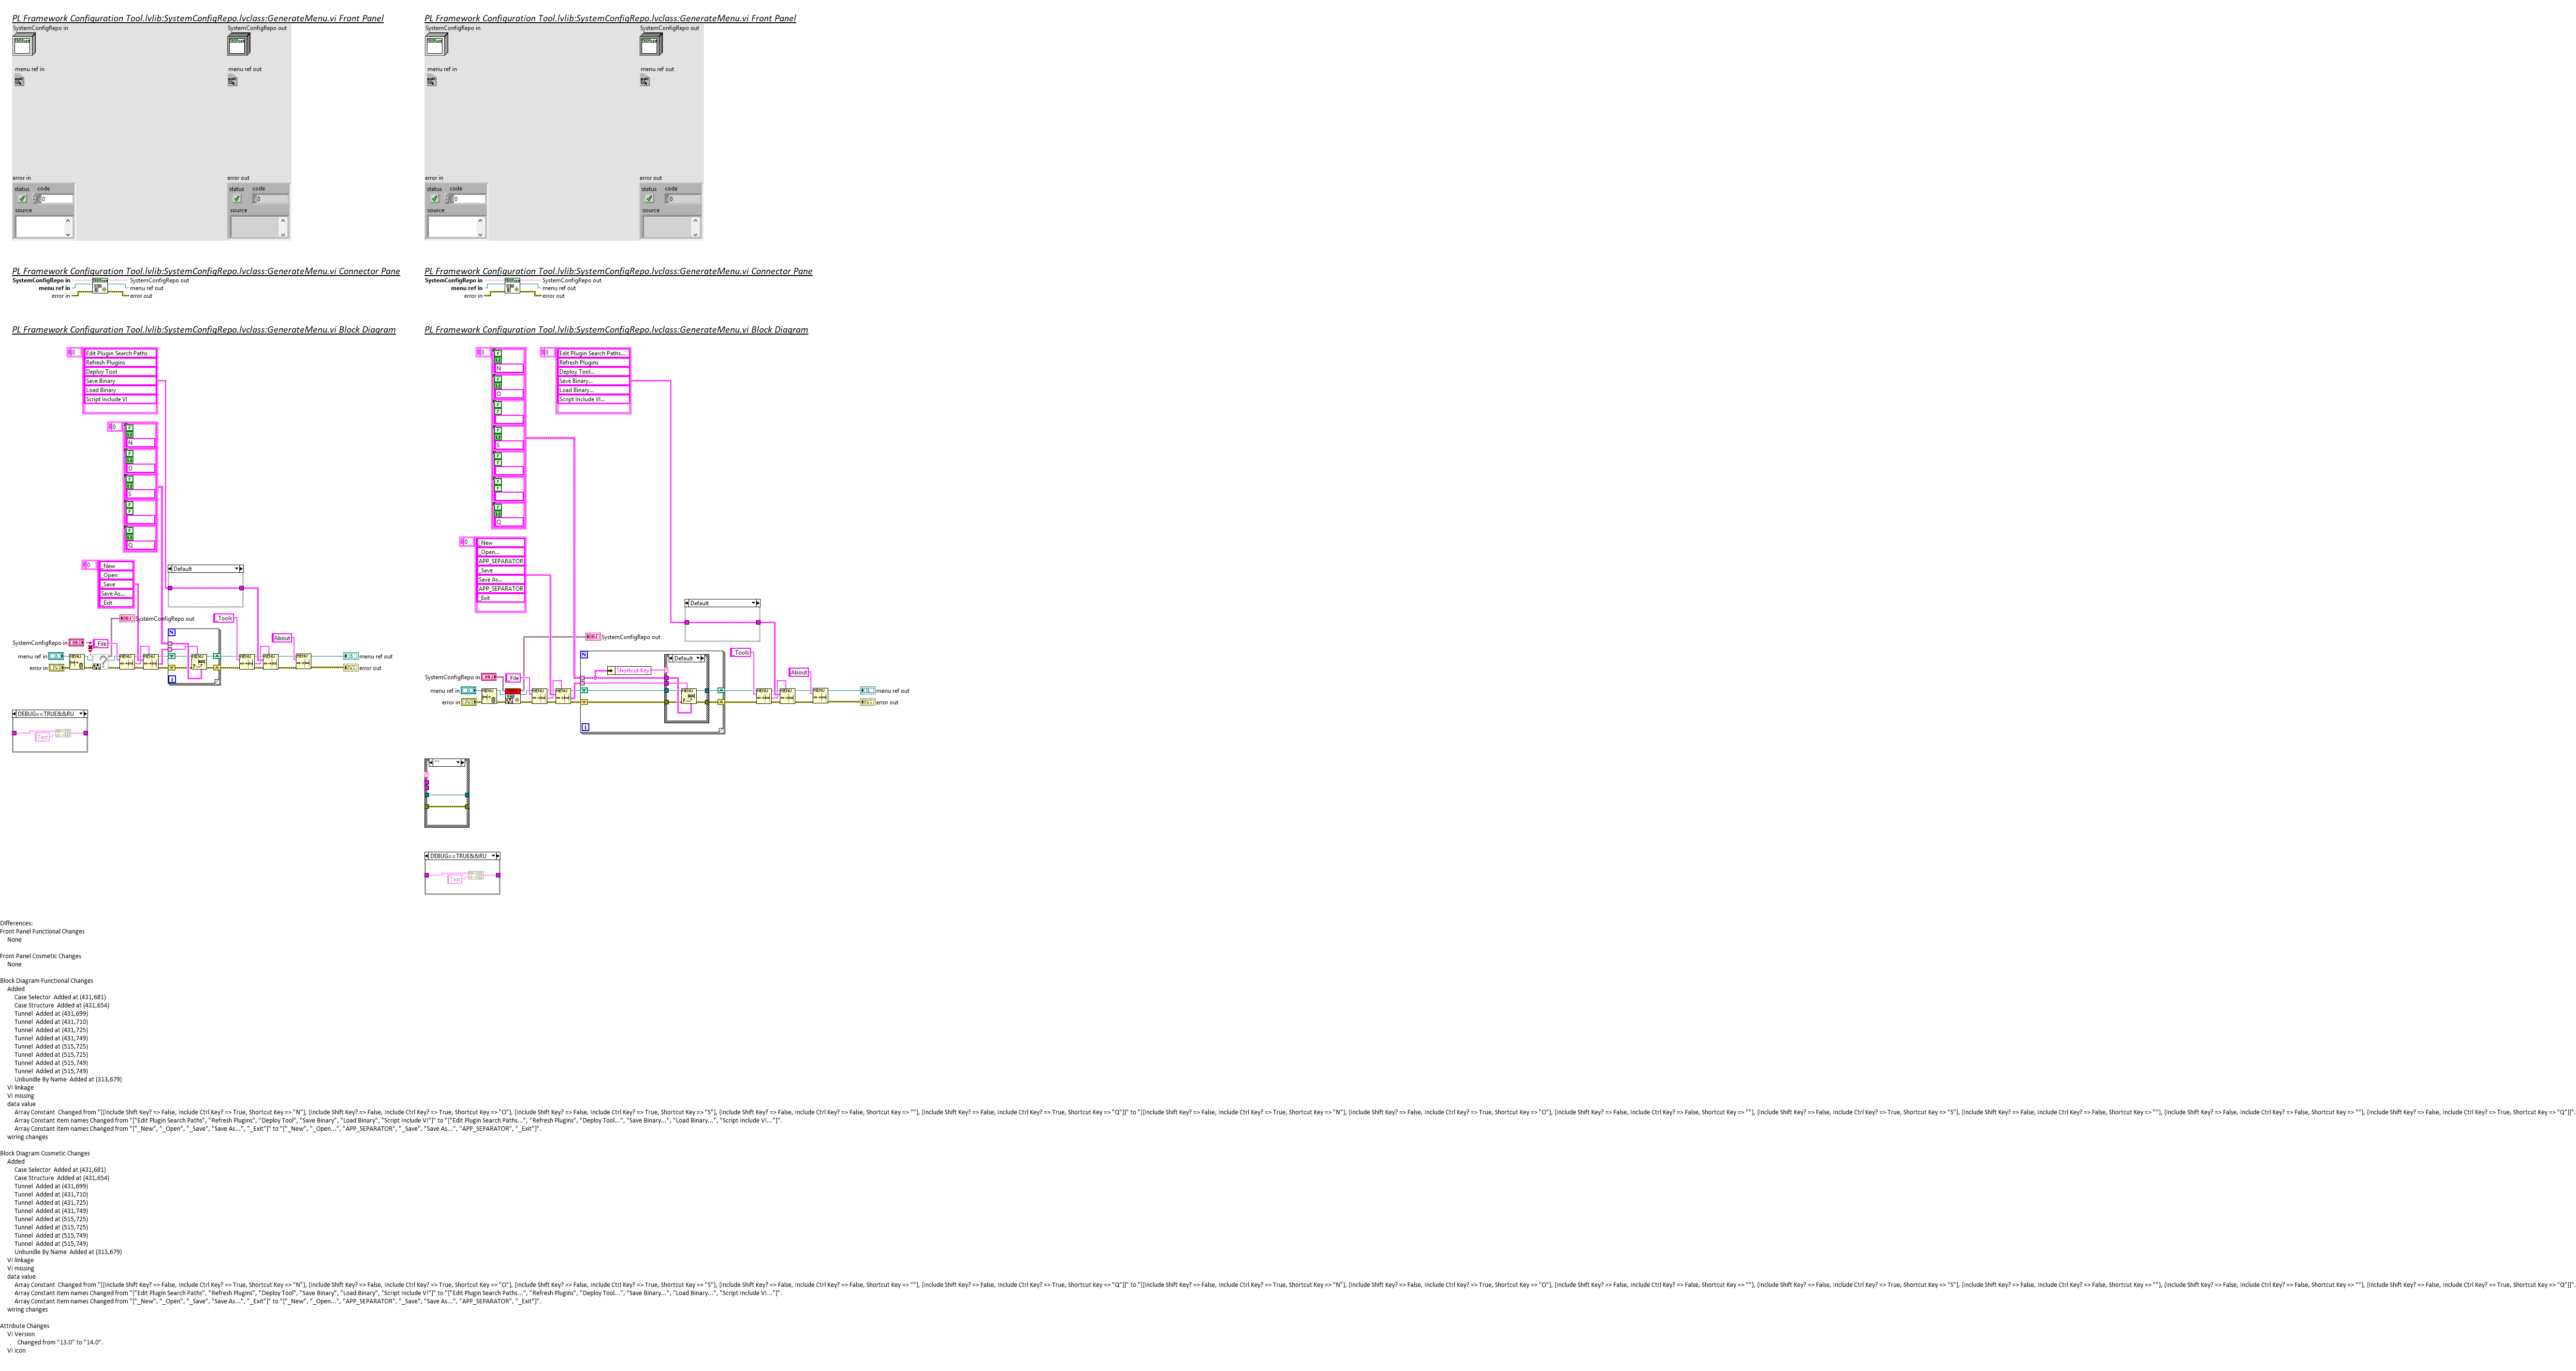 PL Framework Configuration Tool.lvlib:SystemConfigRepo.lvclass:GenerateMenu.vi Front Panel
SystemConfigRepo in
SystemConfigRepo out
menu ref in
menu ref out
error in
error out
status
code
0
status
code
0
source
source
PL Framework Configuration Tool.lvlib:SystemConfigRepo.lvclass:GenerateMenu.vi Front Panel
SystemConfigRepo in
SystemConfigRepo out
menu ref in
menu ref out
error in
error out
status
code
0
status
code
0
source
source
PL Framework Configuration Tool.lvlib:SystemConfigRepo.lvclass:GenerateMenu.vi Connector Pane
SystemConfigRepo in
SystemConfigRepo out
menu ref in
menu ref out
error in
error out
PL Framework Configuration Tool.lvlib:SystemConfigRepo.lvclass:GenerateMenu.vi Connector Pane
SystemConfigRepo in
SystemConfigRepo out
menu ref in
menu ref out
error in
error out
PL Framework Configuration Tool.lvlib:SystemConfigRepo.lvclass:GenerateMenu.vi Block Diagram
0
Edit Plugin Search Paths
Refresh Plugins
Deploy Tool
Save Binary
Load Binary
Script Include VI
0
N
O
S
Q
0
_New
_Open
_Save
Save As...
_Exit
Default
SystemConfigRepo out
_Tools
SystemConfigRepo in
_File
About
menu ref in
menu ref out
error in
error out
DEBUG==TRUE&&RU
Test
PL Framework Configuration Tool.lvlib:SystemConfigRepo.lvclass:GenerateMenu.vi Block Diagram
0
N
O
S
Q
0
Edit Plugin Search Paths...
Refresh Plugins
Deploy Tool...
Save Binary...
Load Binary...
Script Include VI...
0
_New
_Open...
APP_SEPARATOR
_Save
Save As...
APP_SEPARATOR
_Exit
Default
SystemConfigRepo out
_Tools
Default
Shortcut Key
SystemConfigRepo in
_File
About
menu ref in
menu ref out
error in
error out
""
DEBUG==TRUE&&RU
Test
Differences:
Front Panel Functional Changes
None
Front Panel Cosmetic Changes
None
Block Diagram Functional Changes
Added
Case Selector  Added at (431,681)
Case Structure  Added at (431,654)
Tunnel  Added at (431,699)
Tunnel  Added at (431,710)
Tunnel  Added at (431,725)
Tunnel  Added at (431,749)
Tunnel  Added at (515,725)
Tunnel  Added at (515,725)
Tunnel  Added at (515,749)
Tunnel  Added at (515,749)
Unbundle By Name  Added at (313,679)
VI linkage
VI missing
data value
Array Constant  Changed from "[{Include Shift Key? => False, Include Ctrl Key? => True, Shortcut Key => "N"}, {Include Shift Key? => False, Include Ctrl Key? => True, Shortcut Key => "O"}, {Include Shift Key? => False, Include Ctrl Key? => True, Shortcut Key => "S"}, {Include Shift Key? => False, Include Ctrl Key? => False, Shortcut Key => ""}, {Include Shift Key? => False, Include Ctrl Key? => True, Shortcut Key => "Q"}]" to "[{Include Shift Key? => False, Include Ctrl Key? => True, Shortcut Key => "N"}, {Include Shift Key? => False, Include Ctrl Key? => True, Shortcut Key => "O"}, {Include Shift Key? => False, Include Ctrl Key? => False, Shortcut Key => ""}, {Include Shift Key? => False, Include Ctrl Key? => True, Shortcut Key => "S"}, {Include Shift Key? => False, Include Ctrl Key? => False, Shortcut Key => ""}, {Include Shift Key? => False, Include Ctrl Key? => False, Shortcut Key => ""}, {Include Shift Key? => False, Include Ctrl Key? => True, Shortcut Key => "Q"}]".
Array Constant item names Changed from "["Edit Plugin Search Paths", "Refresh Plugins", "Deploy Tool", "Save Binary", "Load Binary", "Script Include VI"]" to "["Edit Plugin Search Paths...", "Refresh Plugins", "Deploy Tool...", "Save Binary...", "Load Binary...", "Script Include VI..."]".
Array Constant item names Changed from "["_New", "_Open", "_Save", "Save As...", "_Exit"]" to "["_New", "_Open...", "APP_SEPARATOR", "_Save", "Save As...", "APP_SEPARATOR", "_Exit"]".
wiring changes
Block Diagram Cosmetic Changes
Added
Case Selector  Added at (431,681)
Case Structure  Added at (431,654)
Tunnel  Added at (431,699)
Tunnel  Added at (431,710)
Tunnel  Added at (431,725)
Tunnel  Added at (431,749)
Tunnel  Added at (515,725)
Tunnel  Added at (515,725)
Tunnel  Added at (515,749)
Tunnel  Added at (515,749)
Unbundle By Name  Added at (313,679)
VI linkage
VI missing
data value
Array Constant  Changed from "[{Include Shift Key? => False, Include Ctrl Key? => True, Shortcut Key => "N"}, {Include Shift Key? => False, Include Ctrl Key? => True, Shortcut Key => "O"}, {Include Shift Key? => False, Include Ctrl Key? => True, Shortcut Key => "S"}, {Include Shift Key? => False, Include Ctrl Key? => False, Shortcut Key => ""}, {Include Shift Key? => False, Include Ctrl Key? => True, Shortcut Key => "Q"}]" to "[{Include Shift Key? => False, Include Ctrl Key? => True, Shortcut Key => "N"}, {Include Shift Key? => False, Include Ctrl Key? => True, Shortcut Key => "O"}, {Include Shift Key? => False, Include Ctrl Key? => False, Shortcut Key => ""}, {Include Shift Key? => False, Include Ctrl Key? => True, Shortcut Key => "S"}, {Include Shift Key? => False, Include Ctrl Key? => False, Shortcut Key => ""}, {Include Shift Key? => False, Include Ctrl Key? => False, Shortcut Key => ""}, {Include Shift Key? => False, Include Ctrl Key? => True, Shortcut Key => "Q"}]".
Array Constant item names Changed from "["Edit Plugin Search Paths", "Refresh Plugins", "Deploy Tool", "Save Binary", "Load Binary", "Script Include VI"]" to "["Edit Plugin Search Paths...", "Refresh Plugins", "Deploy Tool...", "Save Binary...", "Load Binary...", "Script Include VI..."]".
Array Constant item names Changed from "["_New", "_Open", "_Save", "Save As...", "_Exit"]" to "["_New", "_Open...", "APP_SEPARATOR", "_Save", "Save As...", "APP_SEPARATOR", "_Exit"]".
wiring changes
Attribute Changes
VI Version
Changed from "13.0" to "14.0".
VI icon